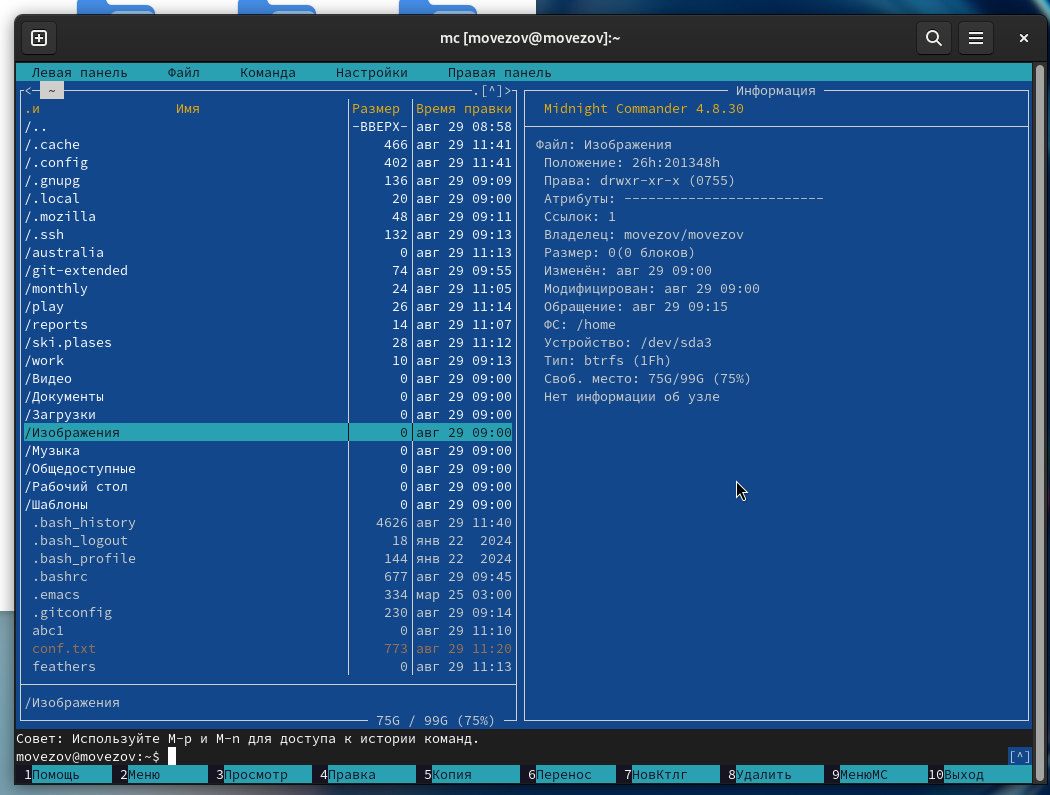 mc [movezov@movezov]:~
Левая панель Файл Команда Настройки Правая панель
<─ ~ .[^]>
.и Имя Размер Время правки
/.. -ВВЕРХ- авг 29 08:58
/.cache 466 авг 29 11:41
/.config 402 авг 29 11:41
/.gnupg 136 авг 29 09:09
/.local 20 авг 29 09:00
/.mozilla 48 авг 29 09:11
/.ssh 132 авг 29 09:13
/australia 0 авг 29 11:13
/git-extended 74 авг 29 09:55
/monthly 24 авг 29 11:05
/play 26 авг 29 11:14
/reports 14 авг 29 11:07
/ski.plases 28 авг 29 11:12
/work 10 авг 29 09:13
/Видео 0 авг 29 09:00
/Документы 0 авг 29 09:00
/Загрузки 0 авг 29 09:00
/Изображения 0 авг 29 09:00
/Музыка 0 авг 29 09:00
/Общедоступные 0 авг 29 09:00
/Рабочий стол 0 авг 29 09:00
/Шаблоны 0 авг 29 09:00
.bash_history 4626 авг 29 11:40
.bash_logout 18 янв 22 2024
.bash_profile 144 янв 22 2024
.bashrc 677 авг 29 09:45
.emacs 334 мар 25 03:00
.gitconfig 230 авг 29 09:14
abc1 0 авг 29 11:10
conf.txt 773 авг 29 11:20
feathers 0 авг 29 11:13
/Изображения
75G / 99G (75%)
Информация
Midnight Commander 4.8.30
Файл: Изображения
Положение: 26h:201348h
Права: drwxr-xr-x (0755)
Атрибуты: -------------------------
Ссылок: 1
Владелец: movezov/movezov
Размер: 0(0 блоков)
Изменён: авг 29 09:00
Модифицирован: авг 29 09:00
Обращение: авг 29 09:15
ФС: /home
Устройство: /dev/sda3
Тип: btrfs (1Fh)
Своб. место: 75G/99G (75%)
Нет информации об узле
Совет: Используйте M-p и M-n для доступа к истории команд.
movezov@movezov:~$ [^]
1Помощь 2Меню 3Просмотр 4Правка 5Копия 6Перенос 7НовКтлг 8Удалить 9МенюМС 10Выход